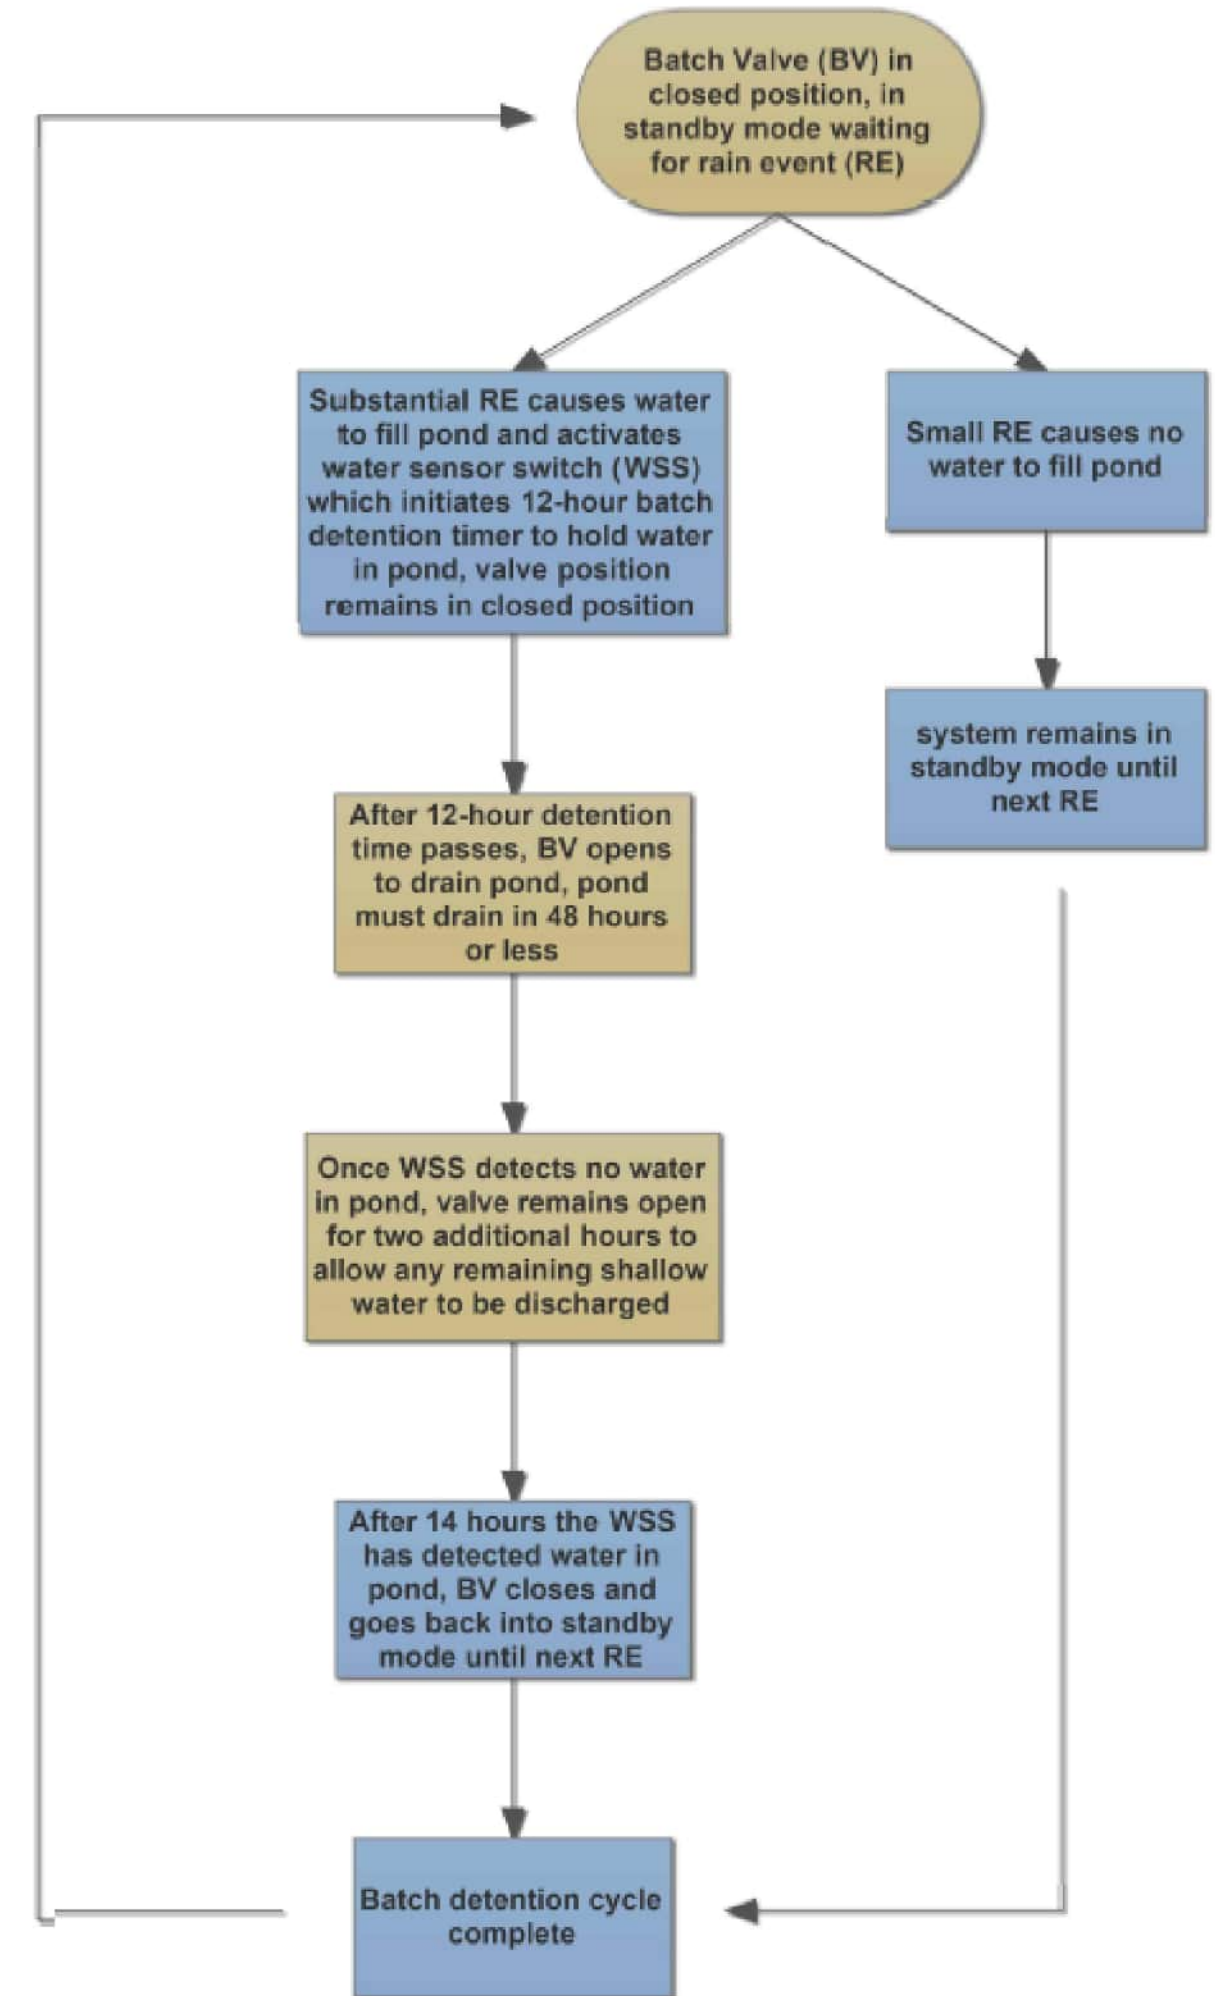 Batch Valve (BV) in
closed position, in
standby mode waiting
for rain event (RE)
Substantial RE causes water
to fill pond and activates
water sensor switch (WSS)
which initiates 12-hour batch
detention timer to hold water
in pond, valve position
remains in closed position
Small RE causes no
water to fill pond
system remains in
standby mode until
next RE
After 12-hour detention
time passes, BV opens
to drain pond, pond
must drain in 48 hours
or less
Once WSS detects no water
in pond, valve remains open
for two additional hours to
allow any remaining shallow
water to be discharged
After 14 hours the WSS
has detected water in
pond, BV closes and
goes back into standby
mode until next RE
Batch detention cycle
complete